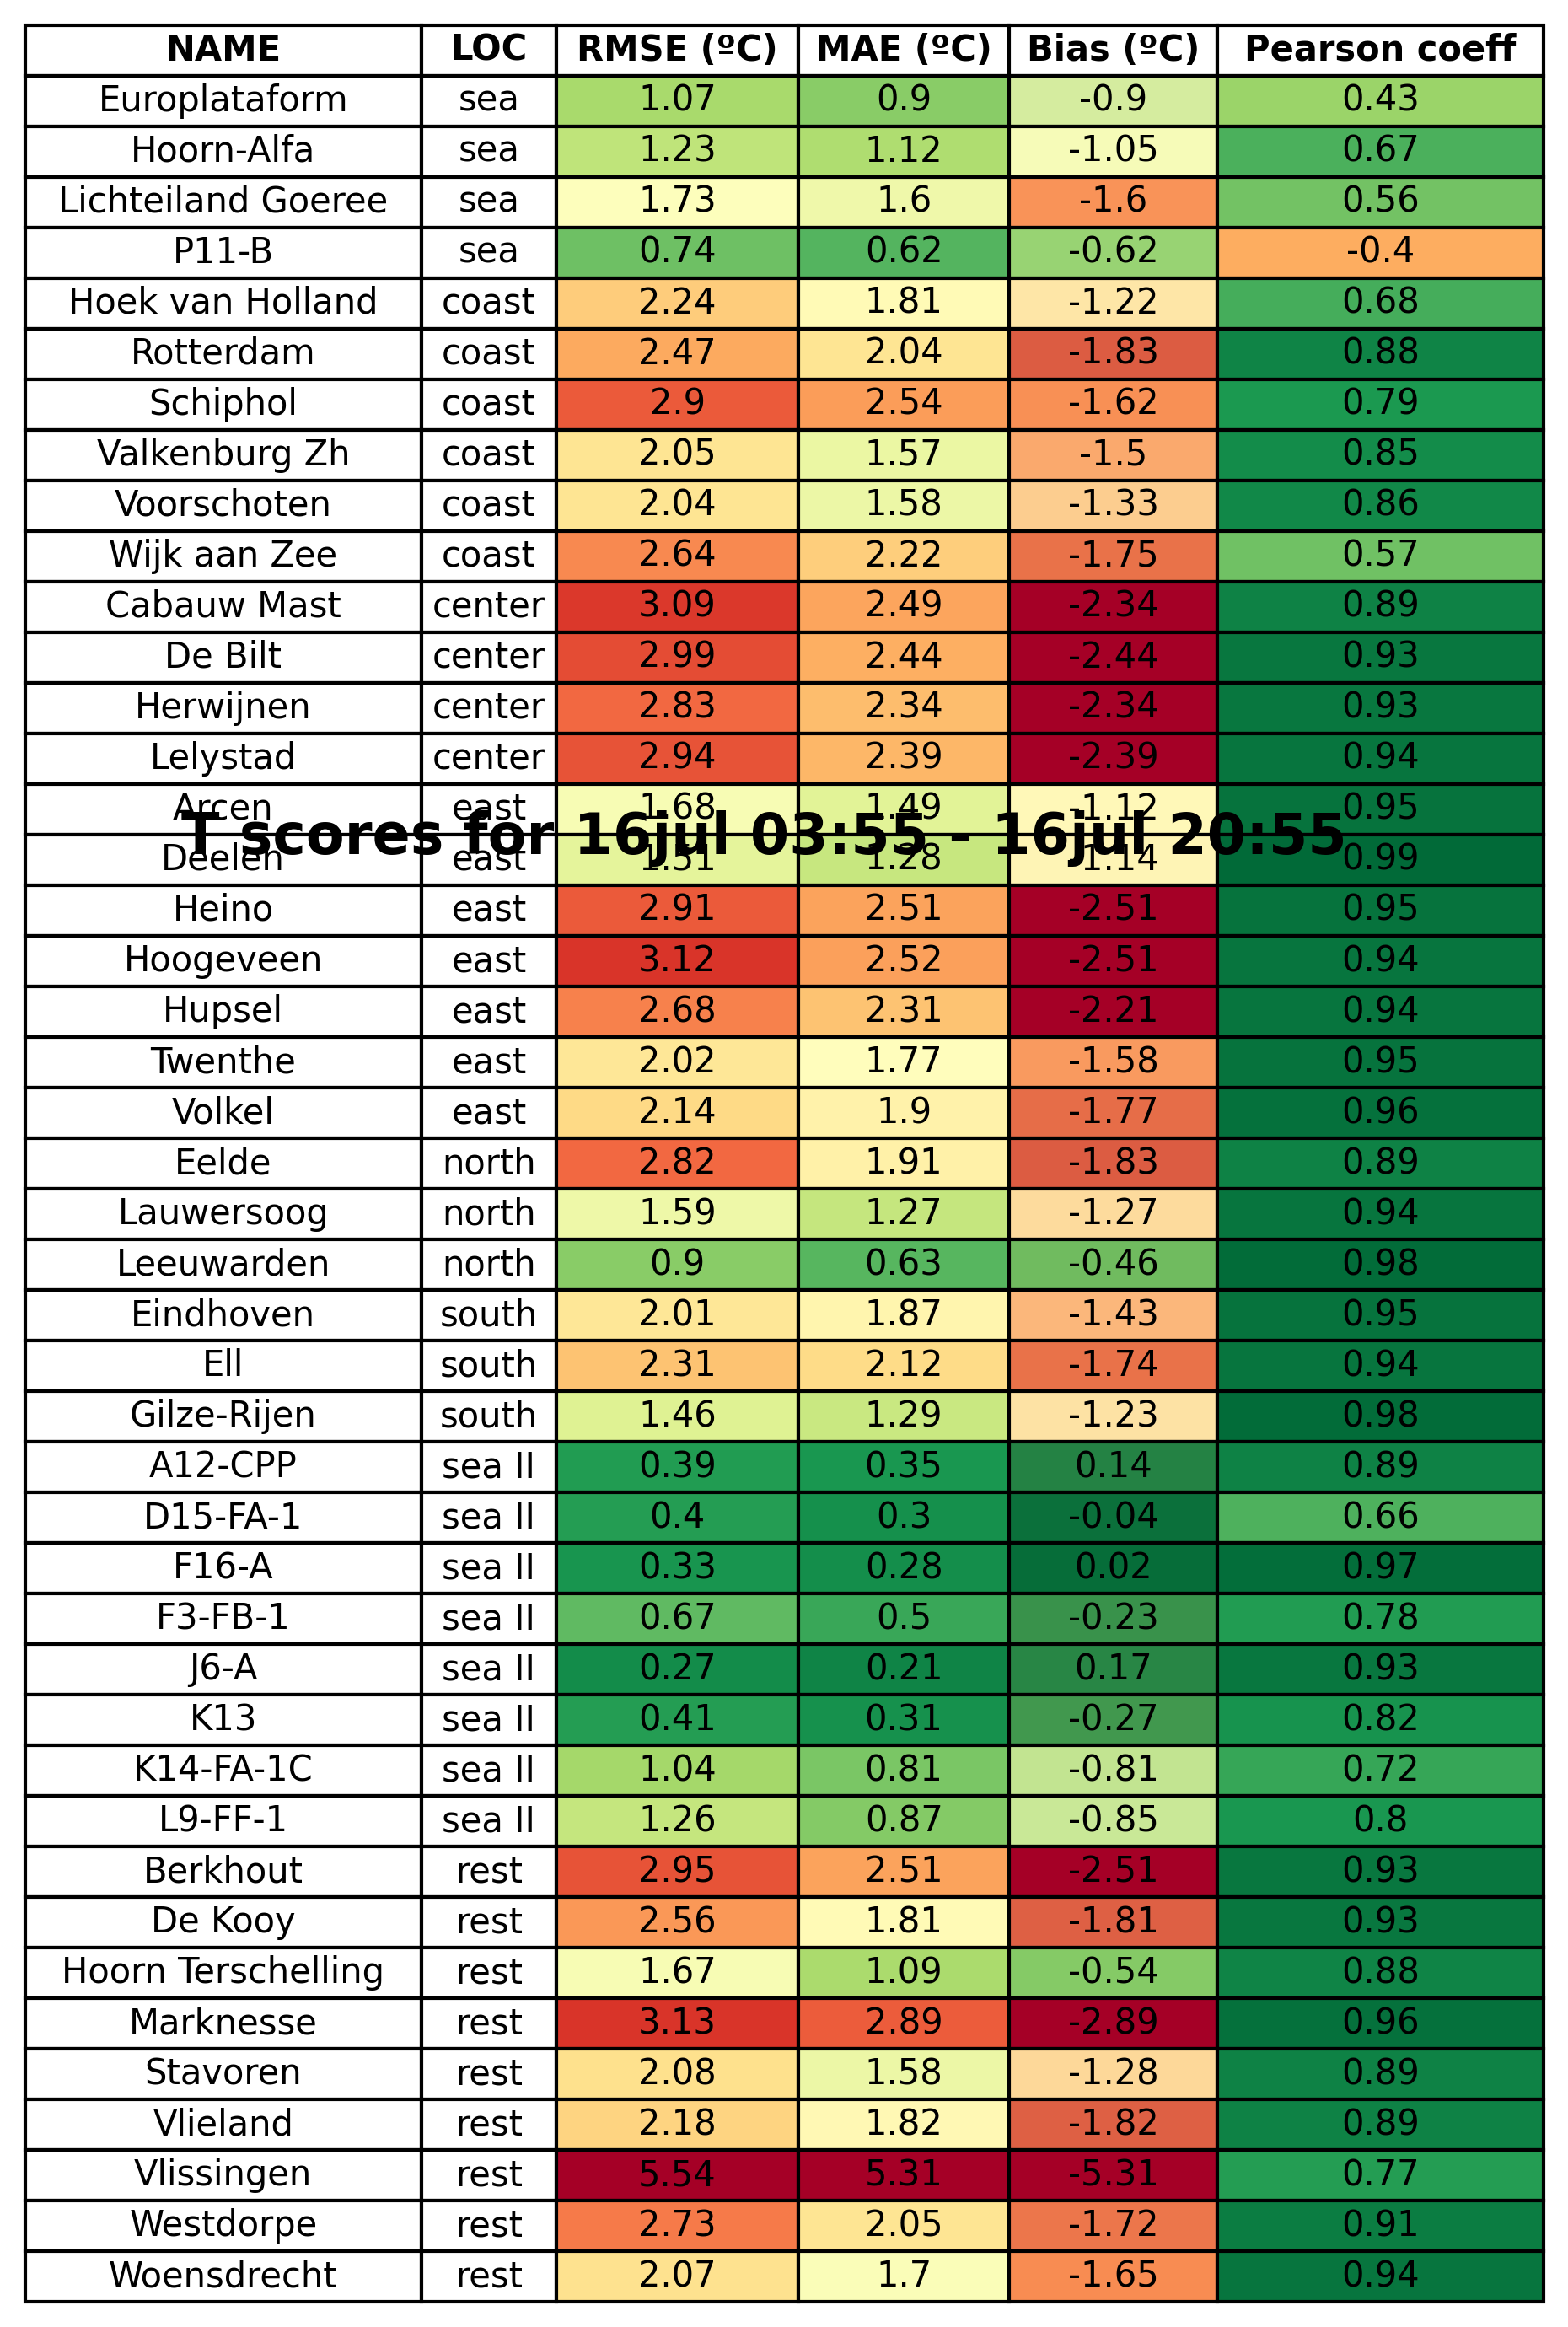 NAME LOC RMSE (ºC) MAE (ºC) Bias (ºC) Pearson coeff
Europlataform sea 1.07 0.9 -0.9 0.43
Hoorn-Alfa sea 1.23 1.12 -1.05 0.67
Lichteiland Goeree sea 1.73 1.6 -1.6 0.56
P11-B sea 0.74 0.62 -0.62 -0.4
Hoek van Holland coast 2.24 1.81 -1.22 0.68
Rotterdam coast 2.47 2.04 -1.83 0.88
Schiphol coast 2.9 2.54 -1.62 0.79
Valkenburg Zh coast 2.05 1.57 -1.5 0.85
Voorschoten coast 2.04 1.58 -1.33 0.86
Wijk aan Zee coast 2.64 2.22 -1.75 0.57
Cabauw Mast center 3.09 2.49 -2.34 0.89
De Bilt center 2.99 2.44 -2.44 0.93
Herwijnen center 2.83 2.34 -2.34 0.93
Lelystad center 2.94 2.39 -2.39 0.94
Arcen east 1.68 1.49 -1.12 0.95
T scores for 16jul 03:55 - 16jul 20:55
Deelen east 1.51 1.28 -1.14 0.99
Heino east 2.91 2.51 -2.51 0.95
Hoogeveen east 3.12 2.52 -2.51 0.94
Hupsel east 2.68 2.31 -2.21 0.94
Twenthe east 2.02 1.77 -1.58 0.95
Volkel east 2.14 1.9 -1.77 0.96
Eelde north 2.82 1.91 -1.83 0.89
Lauwersoog north 1.59 1.27 -1.27 0.94
Leeuwarden north 0.9 0.63 -0.46 0.98
Eindhoven south 2.01 1.87 -1.43 0.95
Ell south 2.31 2.12 -1.74 0.94
Gilze-Rijen south 1.46 1.29 -1.23 0.98
A12-CPP sea II 0.39 0.35 0.14 0.89
D15-FA-1 sea II 0.4 0.3 -0.04 0.66
F16-A sea II 0.33 0.28 0.02 0.97
F3-FB-1 sea II 0.67 0.5 -0.23 0.78
J6-A sea II 0.27 0.21 0.17 0.93
K13 sea II 0.41 0.31 -0.27 0.82
K14-FA-1C sea II 1.04 0.81 -0.81 0.72
L9-FF-1 sea II 1.26 0.87 -0.85 0.8
Berkhout rest 2.95 2.51 -2.51 0.93
De Kooy rest 2.56 1.81 -1.81 0.93
Hoorn Terschelling rest 1.67 1.09 -0.54 0.88
Marknesse rest 3.13 2.89 -2.89 0.96
Stavoren rest 2.08 1.58 -1.28 0.89
Vlieland rest 2.18 1.82 -1.82 0.89
Vlissingen rest 5.54 5.31 -5.31 0.77
Westdorpe rest 2.73 2.05 -1.72 0.91
Woensdrecht rest 2.07 1.7 -1.65 0.94